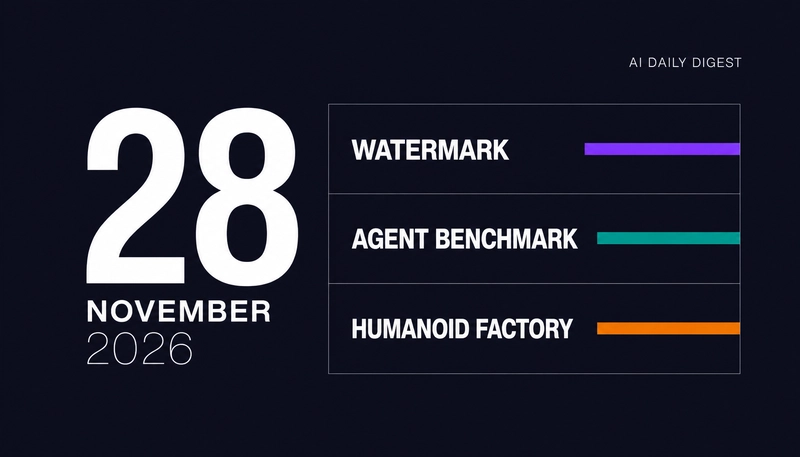 AI DAILY DIGEST
28
NOVEMBER
2026
WATERMARK
AGENT BENCHMARK
HUMANOID FACTORY